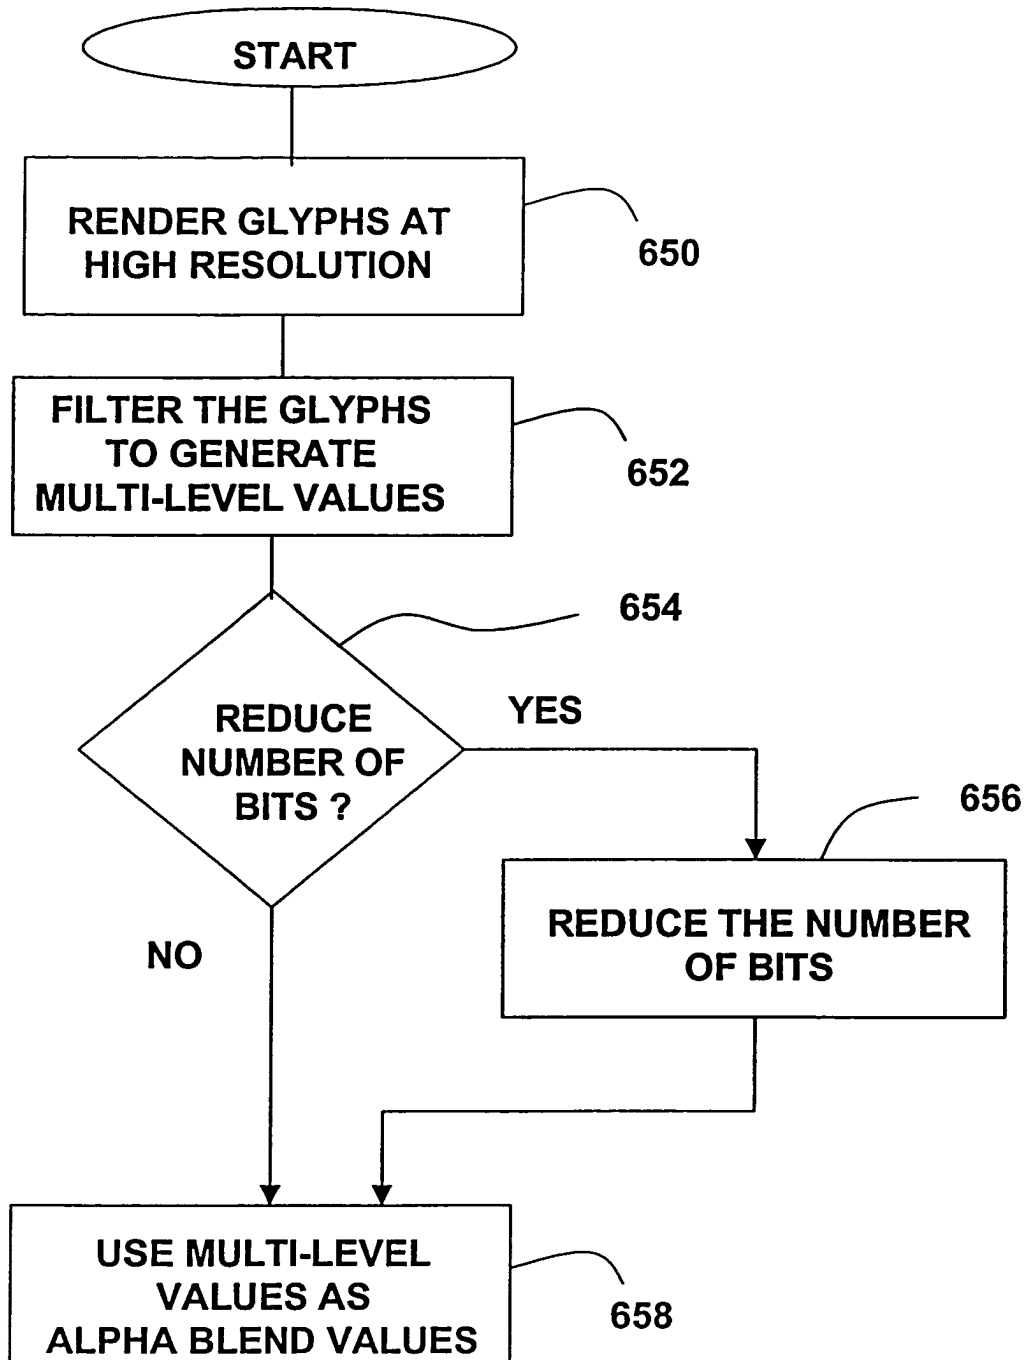 START
RENDER GLYPHS AT
HIGH RESOLUTION
650
FILTER THE GLYPHS
TO GENERATE
MULTI-LEVEL VALUES
652
654
REDUCE
NUMBER OF
BITS ?
YES
656
REDUCE THE NUMBER
OF BITS
NO
USE MULTI-LEVEL
VALUES AS
ALPHA BLEND VALUES
658